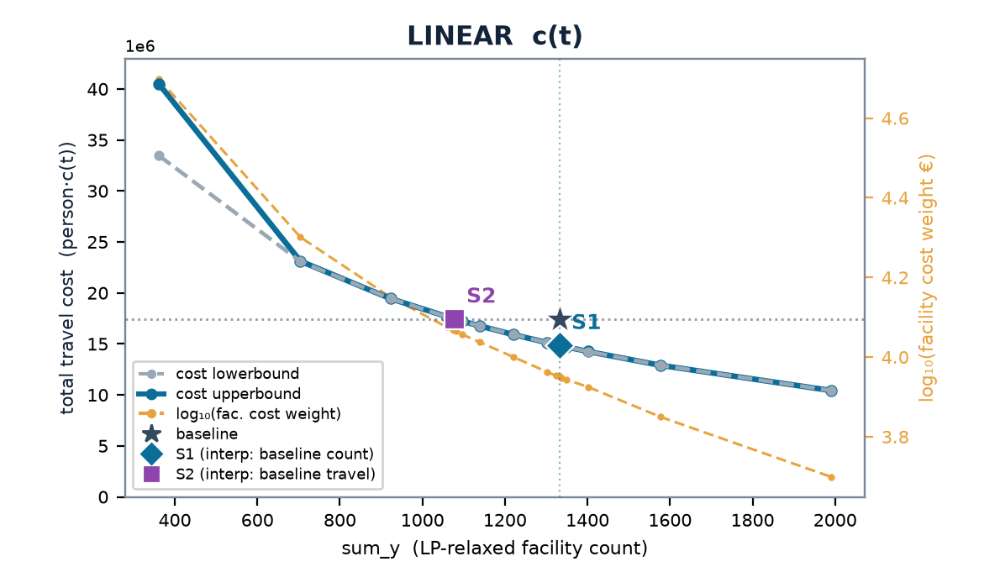 LINEAR  c(t)
1e6
40
35
30
25
20
15
10
5
0
total travel cost  (person·c(t))
4.6
4.4
4.2
4.0
3.8
log₁₀(facility cost weight €)
S2
S1
cost lowerbound
cost upperbound
log₁₀(fac. cost weight)
baseline
S1 (interp: baseline count)
S2 (interp: baseline travel)
400 600 800 1000 1200 1400 1600 1800 2000
sum_y  (LP-relaxed facility count)